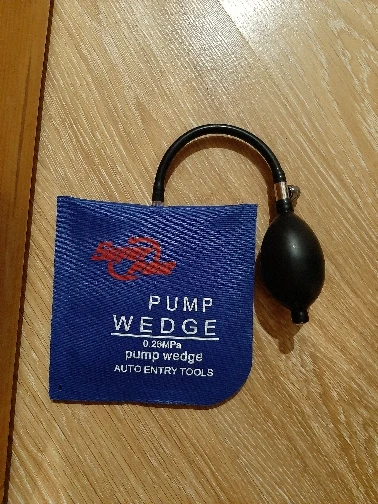 PUMP
WEDGE
0.28MPa
pump wedge
AUTO ENTRY TOOLS